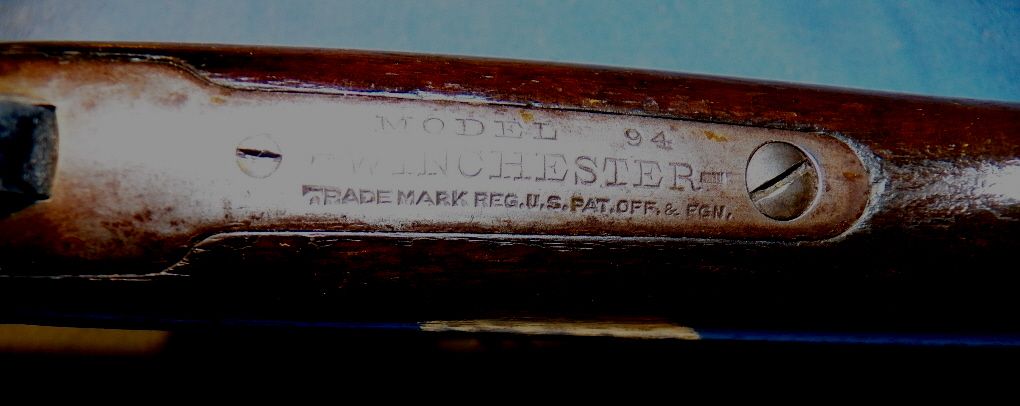 MODEL 94
-WINCHESTER-
TRADE MARK REG. U.S. PAT. OFF. & FGN.